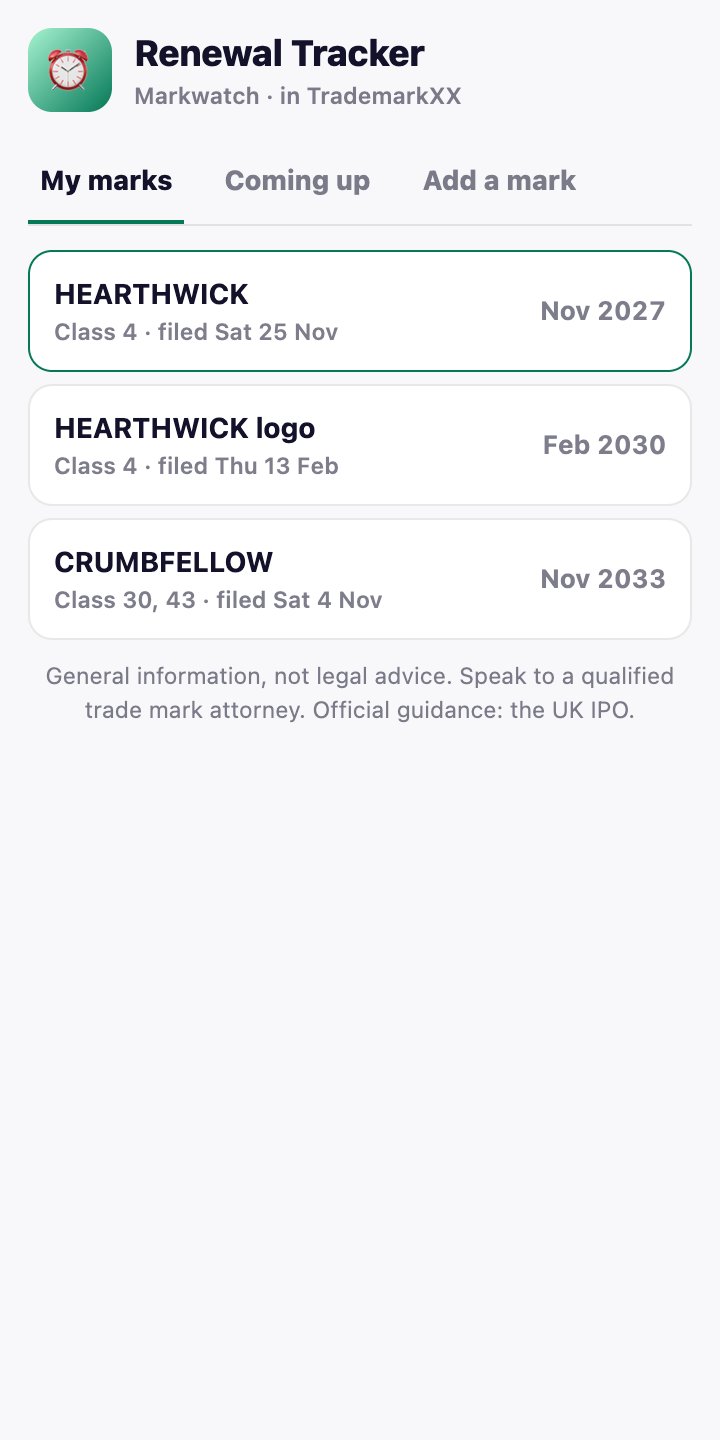 Renewal Tracker
Markwatch · in TrademarkXX
My marks
Coming up
Add a mark
HEARTHWICK
Class 4 · filed Sat 25 Nov
Nov 2027
HEARTHWICK logo
Class 4 · filed Thu 13 Feb
Feb 2030
CRUMBFELLOW
Class 30, 43 · filed Sat 4 Nov
Nov 2033
General information, not legal advice. Speak to a qualified
trade mark attorney. Official guidance: the UK IPO.